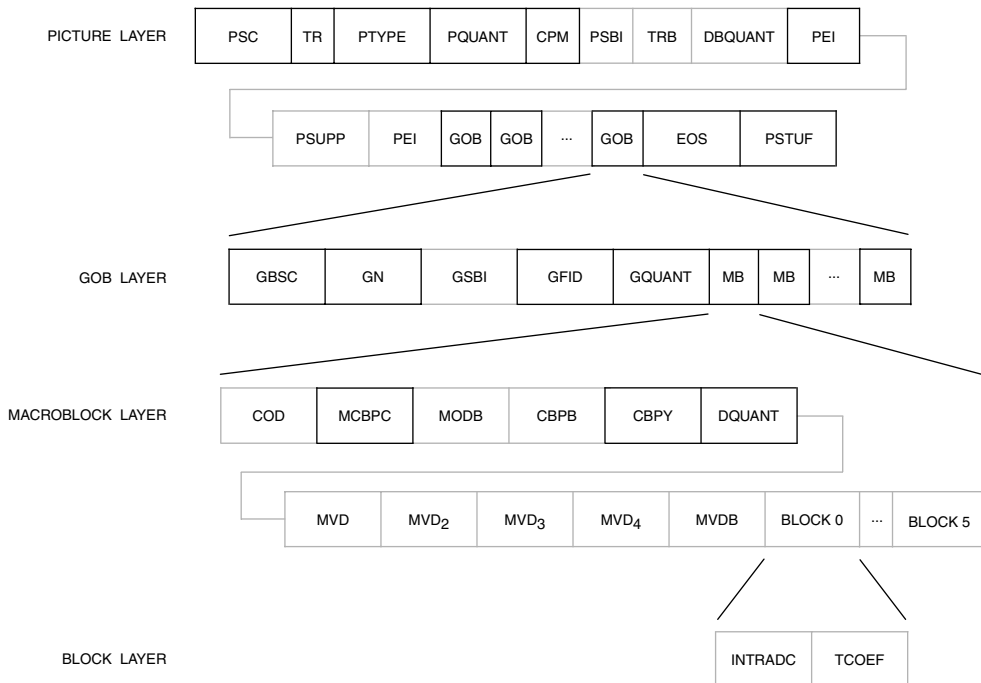 PICTURE LAYER PSC TR PTYPE PQUANT CPM PSBI TRB DBQUANT PEI
PSUPP PEI GOB GOB ... GOB EOS PSTUF
GOB LAYER GBSC GN GSBI GFID GQUANT MB MB ... MB
MACROBLOCK LAYER COD MCBPC MODB CBPB CBPY DQUANT
MVD MVD2 MVD3 MVD4 MVDB BLOCK 0 ... BLOCK 5
BLOCK LAYER INTRADC TCOEF